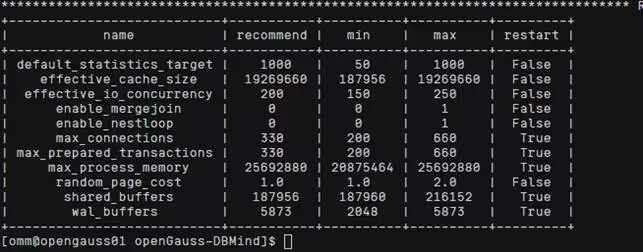 ******************************************************************************** R
+---------------------------+-----------+----------+----------+---------+
| name | recommend | min | max | restart |
+---------------------------+-----------+----------+----------+---------+
| default_statistics_target | 1000 | 50 | 1000 | False |
| effective_cache_size | 19269660 | 187956 | 19269660 | False |
| effective_io_concurrency | 200 | 150 | 250 | False |
| enable_mergejoin | 0 | 0 | 1 | False |
| enable_nestloop | 0 | 0 | 1 | False |
| max_connections | 330 | 200 | 660 | True |
| max_prepared_transactions | 330 | 200 | 660 | True |
| max_process_memory | 25692880 | 20875464 | 25692880 | True |
| random_page_cost | 1.0 | 1.0 | 2.0 | False |
| shared_buffers | 187956 | 187960 | 216152 | True |
| wal_buffers | 5873 | 2048 | 5873 | True |
+---------------------------+-----------+----------+----------+---------+
[omm@opengauss01 openGauss-DBMind]$